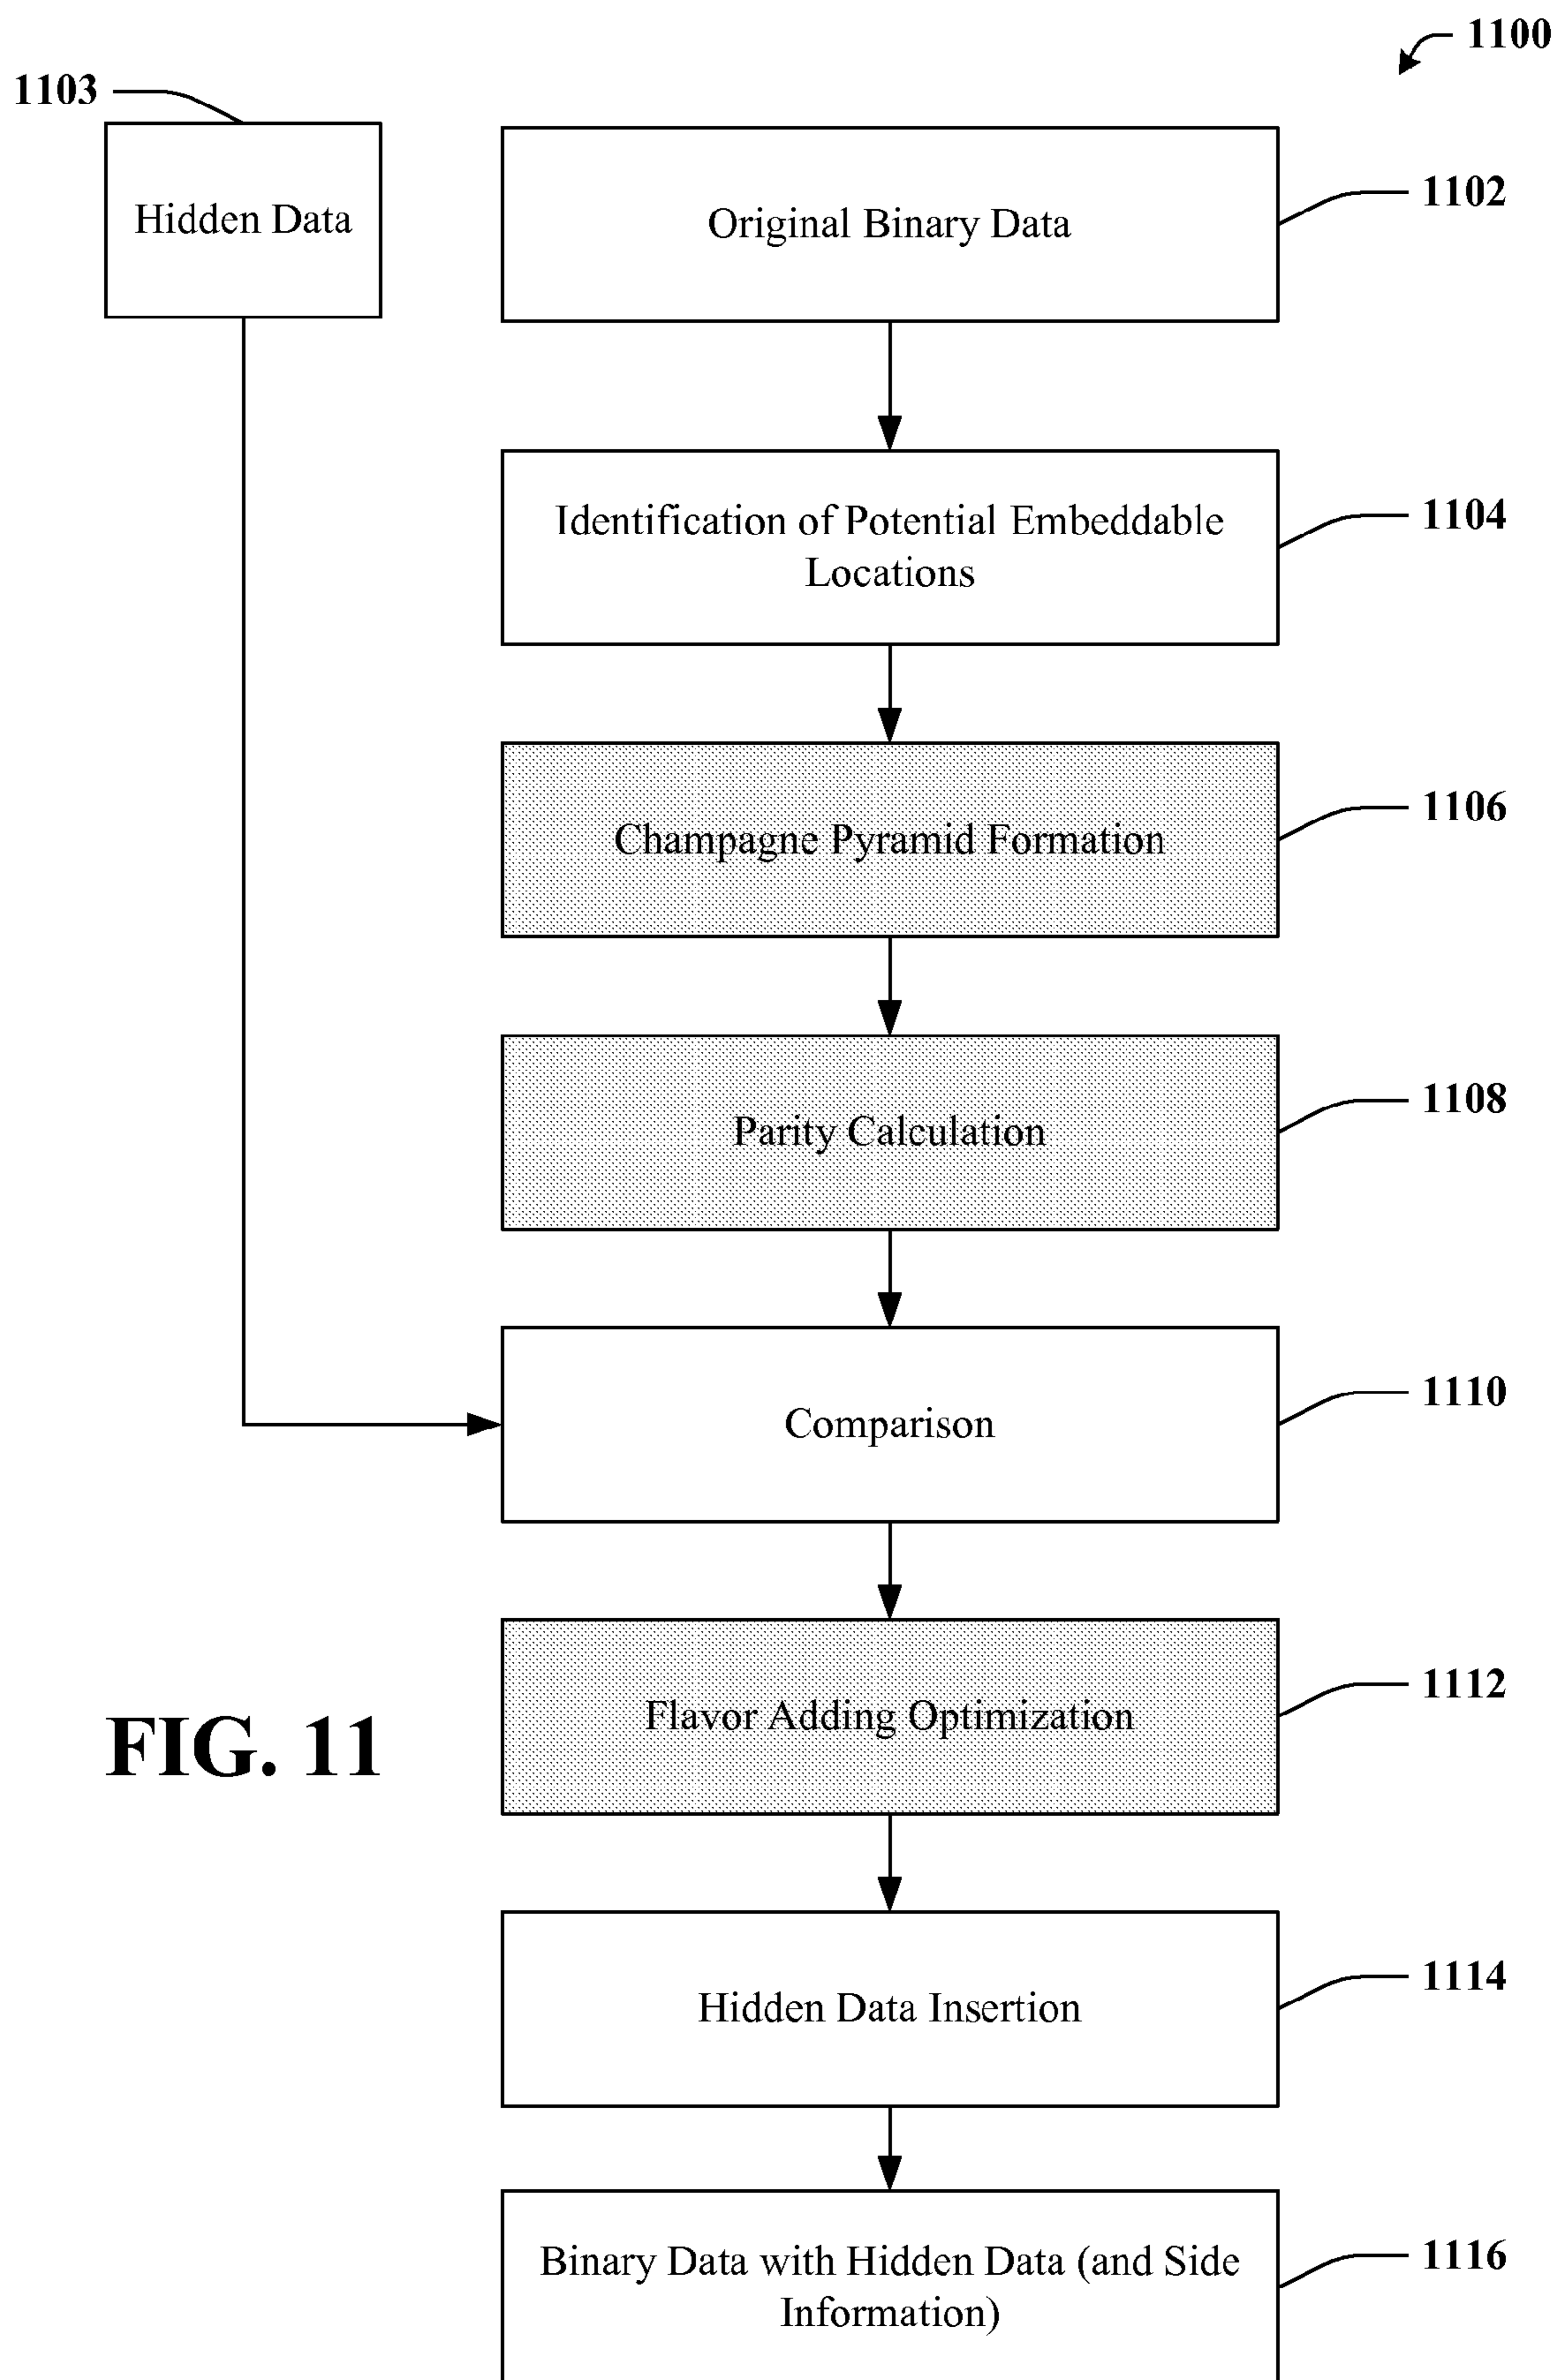 1100
1103
Hidden Data
Original Binary Data
1102
Identification of Potential Embeddable
Locations
1104
Champagne Pyramid Formation
1106
Parity Calculation
1108
Comparison
1110
Flavor Adding Optimization
1112
FIG. 11
Hidden Data Insertion
1114
Binary Data with Hidden Data (and Side
Information)
1116